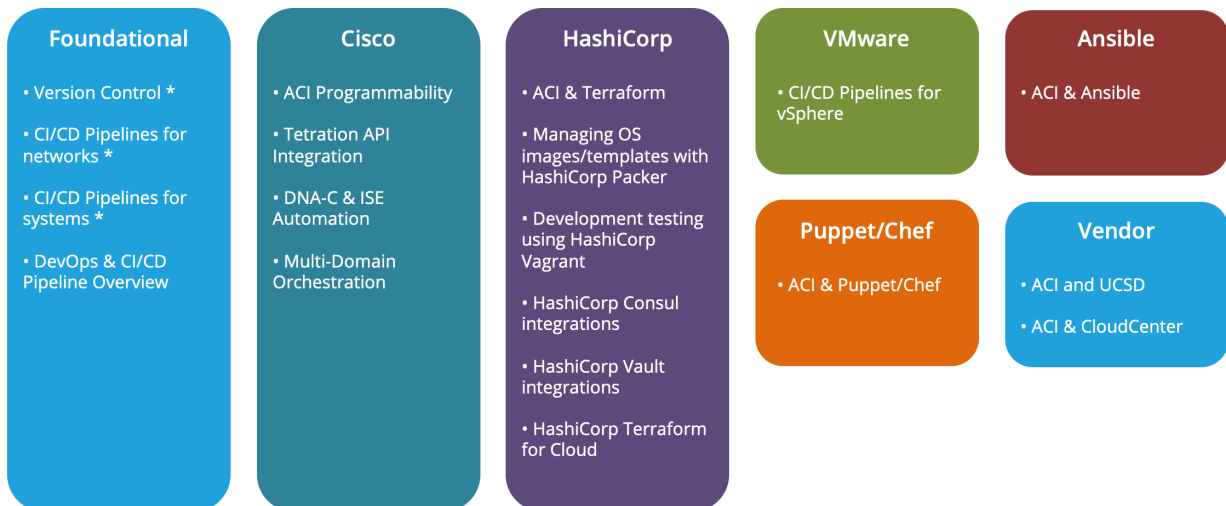 Foundational
• Version Control *
• CI/CD Pipelines for
networks *
• CI/CD Pipelines for
systems *
• DevOps & CI/CD
Pipeline Overview
Cisco
• ACI Programmability
• Tetration API
Integration
• DNA-C & ISE
Automation
• Multi-Domain
Orchestration
HashiCorp
• ACI & Terraform
• Managing OS
images/templates with
HashiCorp Packer
• Development testing
using HashiCorp
Vagrant
• HashiCorp Consul
integrations
• HashiCorp Vault
integrations
• HashiCorp Terraform
for Cloud
VMware
• CI/CD Pipelines for
vSphere
Ansible
• ACI & Ansible
Puppet/Chef
• ACI & Puppet/Chef
Vendor
• ACI and UCSD
• ACI & CloudCenter